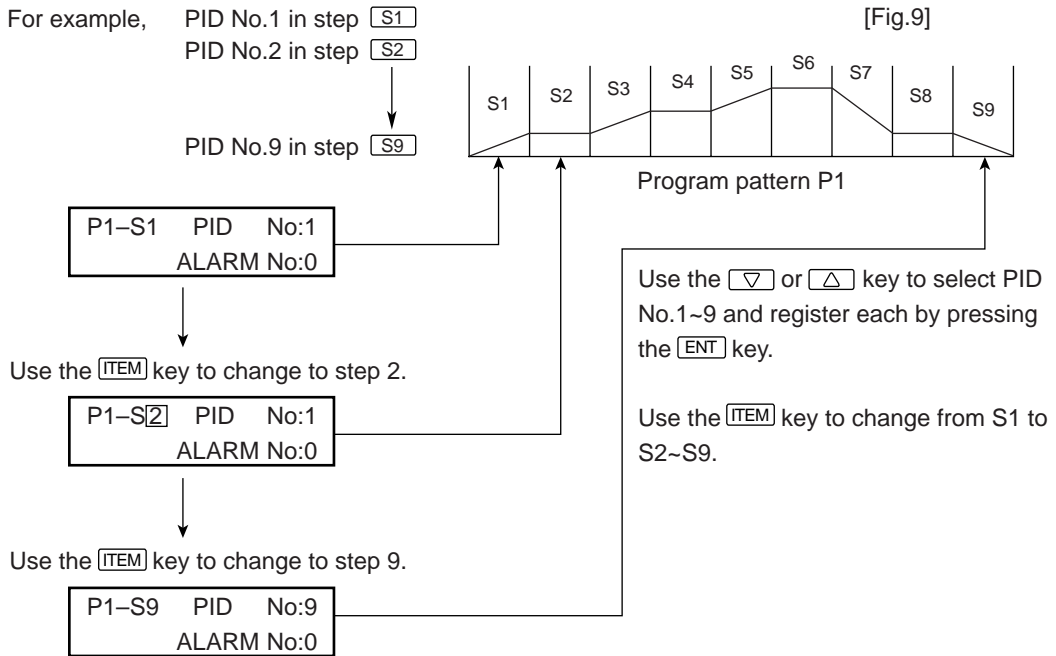 For example, PID No.1 in step S1
PID No.2 in step S2
PID No.9 in step S9
[Fig.9]
S1 S2 S3 S4 S5 S6 S7 S8 S9
Program pattern P1
P1–S1 PID No:1
ALARM No:0
Use the ITEM key to change to step 2.
P1–S2 PID No:1
ALARM No:0
Use the ITEM key to change to step 9.
P1–S9 PID No:9
ALARM No:0
Use the ▽ or △ key to select PID
No.1~9 and register each by pressing
the ENT key.
Use the ITEM key to change from S1 to
S2~S9.